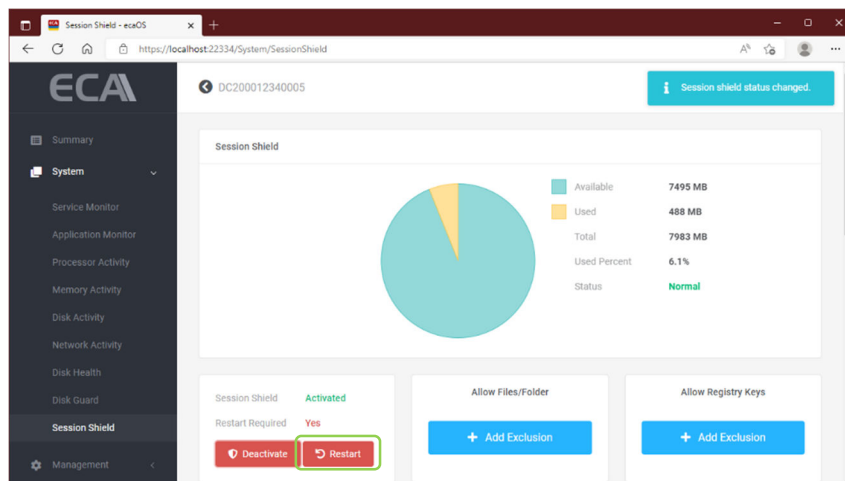 Session Shield - ecaOS
https://localhost:22334/System/SessionShield
ECA
DC200012340005
Session shield status changed.
Summary
System
Service Monitor
Application Monitor
Processor Activity
Memory Activity
Disk Activity
Network Activity
Disk Health
Disk Guard
Session Shield
Management
Session Shield
Available 7495 MB
Used 488 MB
Total 7983 MB
Used Percent 6.1%
Status Normal
Session Shield Activated
Restart Required Yes
Deactivate Restart
Allow Files/Folder
Add Exclusion
Allow Registry Keys
Add Exclusion